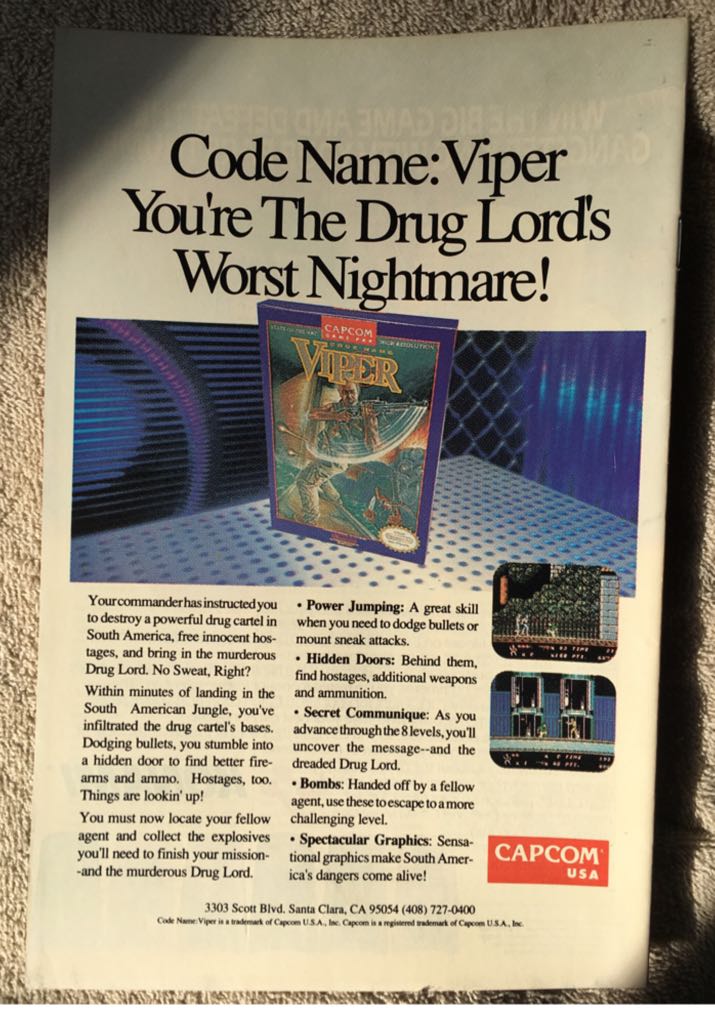 Code Name: Viper
You're The Drug Lord's
Worst Nightmare!
STATE OF THE ART
CAPCOM
GAME PAK
HIGH RESOLUTION
CODE NAME
VIPER
Your commander has instructed you
to destroy a powerful drug cartel in
South America, free innocent hos-
tages, and bring in the murderous
Drug Lord. No Sweat, Right?
Within minutes of landing in the
South American Jungle, you've
infiltrated the drug cartel's bases.
Dodging bullets, you stumble into
a hidden door to find better fire-
arms and ammo. Hostages, too.
Things are lookin' up!
You must now locate your fellow
agent and collect the explosives
you'll need to finish your mission-
-and the murderous Drug Lord.
• Power Jumping: A great skill
when you need to dodge bullets or
mount sneak attacks.
• Hidden Doors: Behind them,
find hostages, additional weapons
and ammunition.
• Secret Communique: As you
advance through the 8 levels, you'll
uncover the message--and the
dreaded Drug Lord.
• Bombs: Handed off by a fellow
agent, use these to escape to a more
challenging level.
• Spectacular Graphics: Sensa-
tional graphics make South Amer-
ica's dangers come alive!
CAPCOM®
USA
3303 Scott Blvd. Santa Clara, CA 95054 (408) 727-0400
Code Name: Viper is a trademark of Capcom U.S.A., Inc. Capcom is a registered trademark of Capcom U.S.A., Inc.